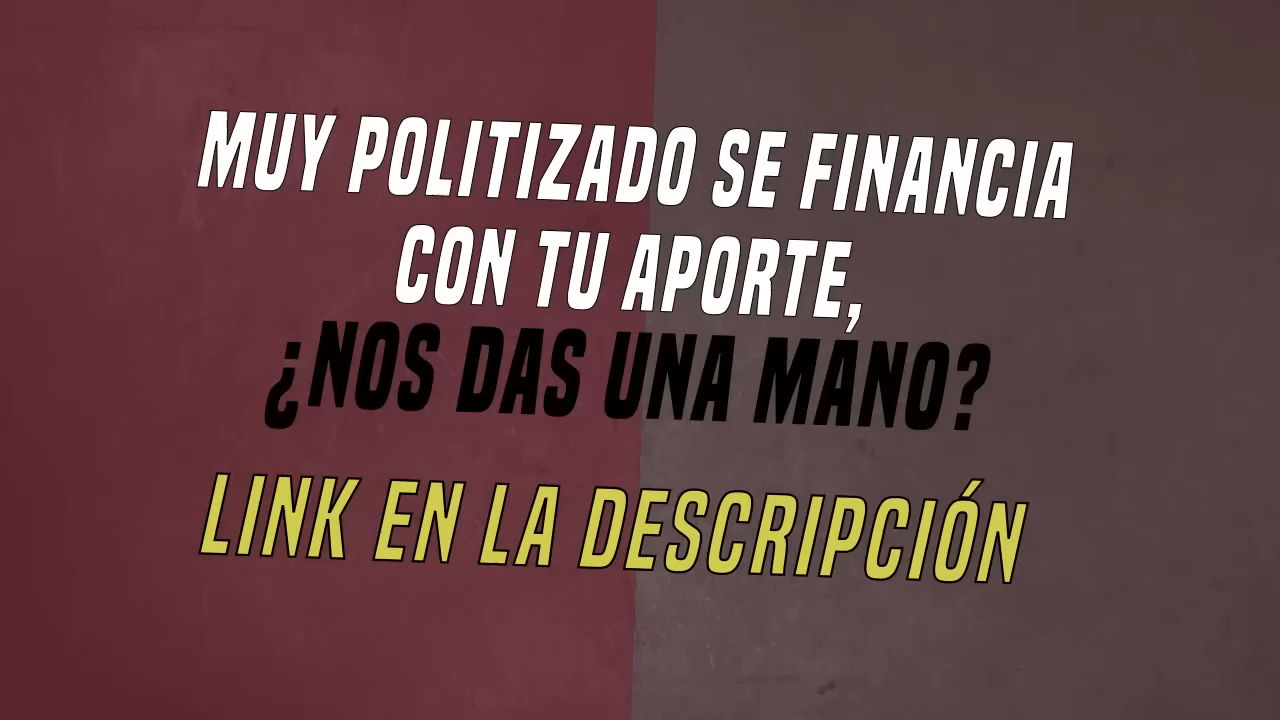 MUY POLITIZADO SE FINANCIA
CON TU APORTE,
¿NOS DAS UNA MANO?
LINK EN LA DESCRIPCIÓN